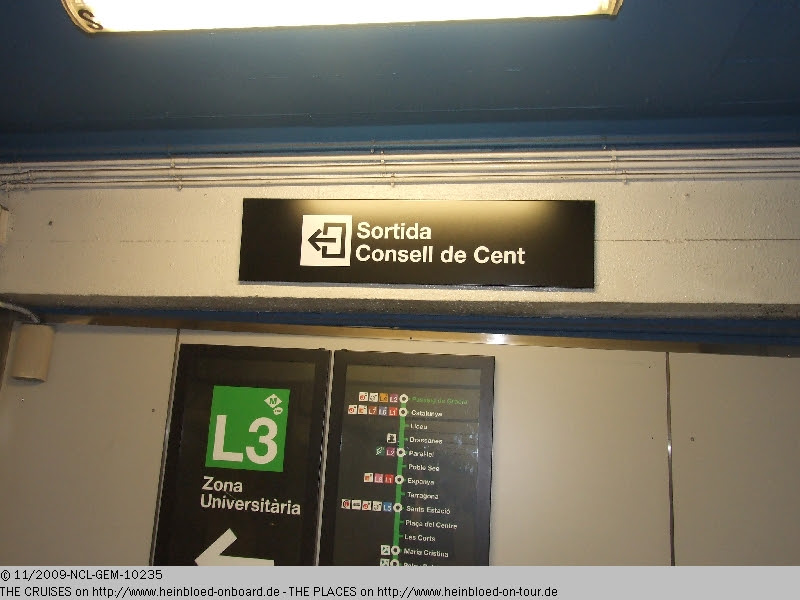 Sortida
Consell de Cent
L3
M
Zona
Universitària
Passeig de Gràcia
Catalunya
Liceu
Drassanes
Paral·lel
Poble Sec
Espanya
Tarragona
Sants Estació
Plaça del Centre
Les Corts
Maria Cristina
© 11/2009-NCL-GEM-10235
THE CRUISES on http://www.heinbloed-onboard.de - THE PLACES on http://www.heinbloed-on-tour.de